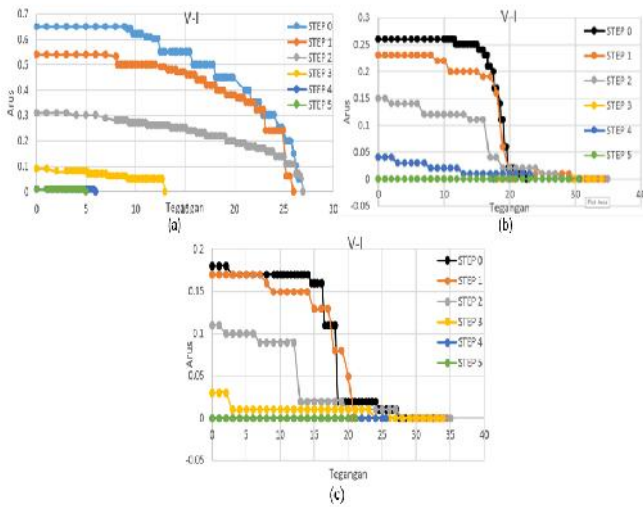 V-I
Arus
0.7
0.6
0.5
0.4
0.3
0.2
0.1
0
0
5
10
15
20
25
30
Tegangan
STEP 0
STEP 1
STEP 2
STEP 3
STEP 4
STEP 5
(a)
V-I
Arus
0.3
0.25
0.2
0.15
0.1
0.05
0
-0.05
0
10
20
30
40
Tegangan
STEP 0
STEP 1
STEP 2
STEP 3
STEP 4
STEP 5
(b)
V-I
Arus
0.2
0.15
0.1
0.05
0
-0.05
0
5
10
15
20
25
30
35
40
Tegangan
STEP 0
STEP 1
STEP 2
STEP 3
STEP 4
STEP 5
(c)